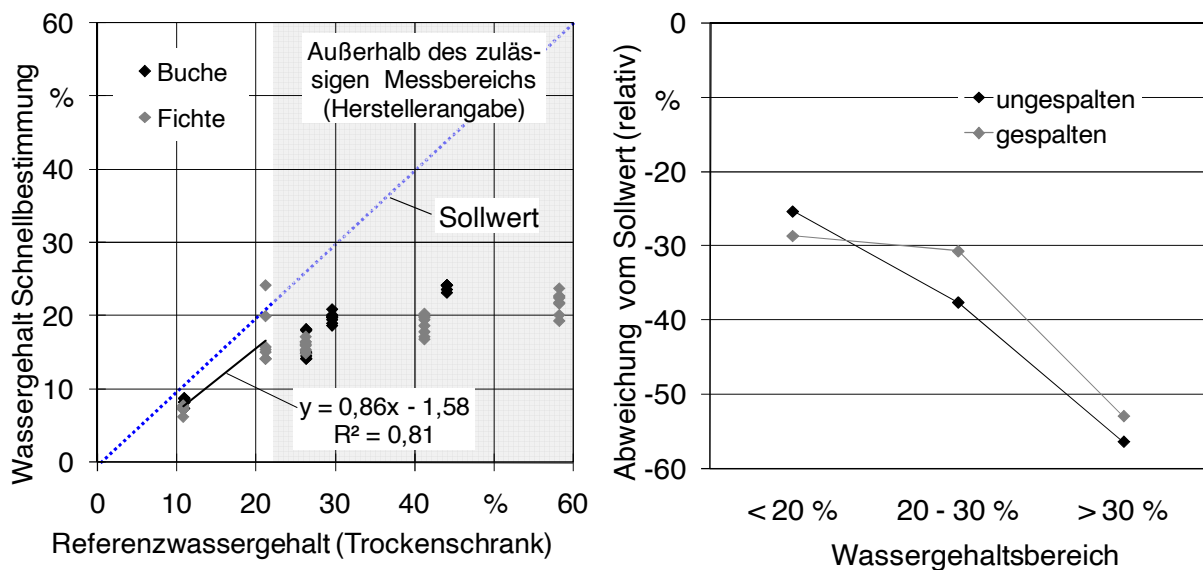 60
50
%
40
30
20
10
0
Wassergehalt Schnellbestimmung
Buche
Fichte
Außerhalb des zuläs-
sigen Messbereichs
(Herstellerangabe)
Sollwert
y = 0,86x - 1,58
R² = 0,81
0 10 20 30 40 % 60
Referenzwassergehalt (Trockenschrank)
0
%
-20
-30
-40
-50
-60
Abweichung vom Sollwert (relativ)
ungespalten
gespalten
< 20 % 20 - 30 % > 30 %
Wassergehaltsbereich